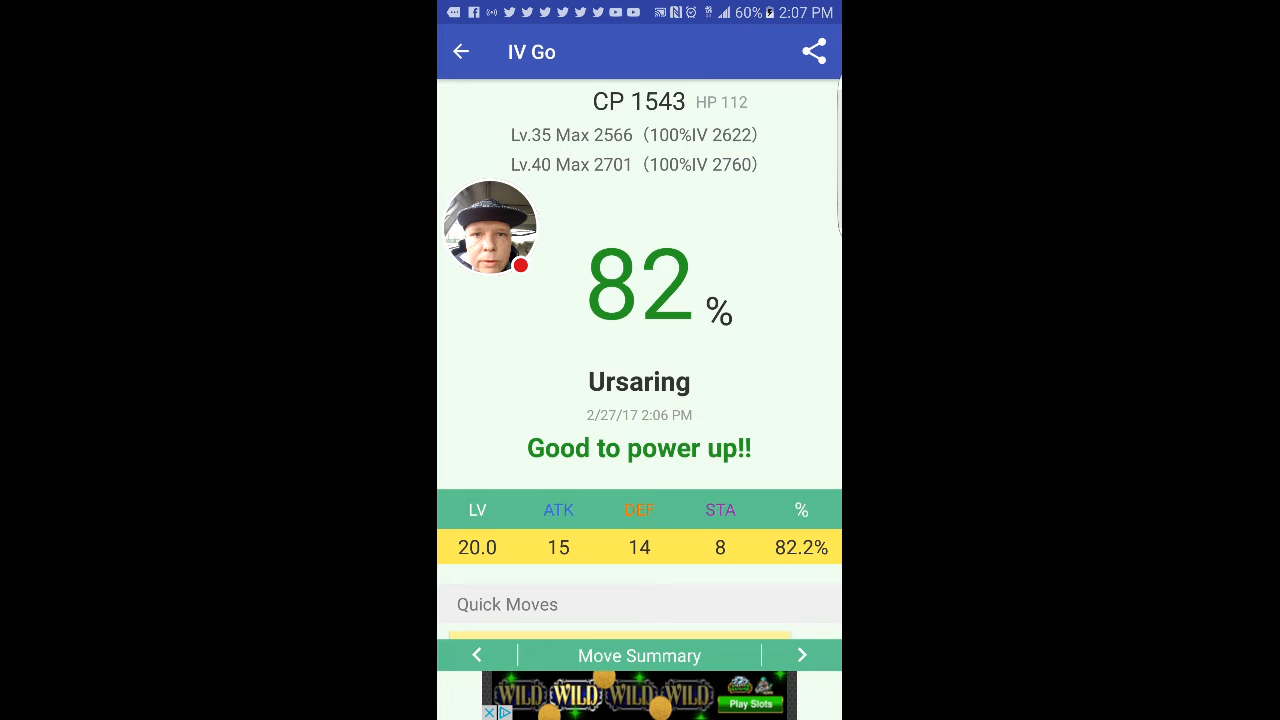 60% 2:07 PM
IV Go
CP 1543 HP 112
Lv.35 Max 2566 (100%IV 2622)
Lv.40 Max 2701 (100%IV 2760)
82 %
Ursaring
2/27/17 2:06 PM
Good to power up!!
LV ATK DEF STA %
20.0 15 14 8 82.2%
Quick Moves
Move Summary
WILD WILD WILD WILD
Play Slots